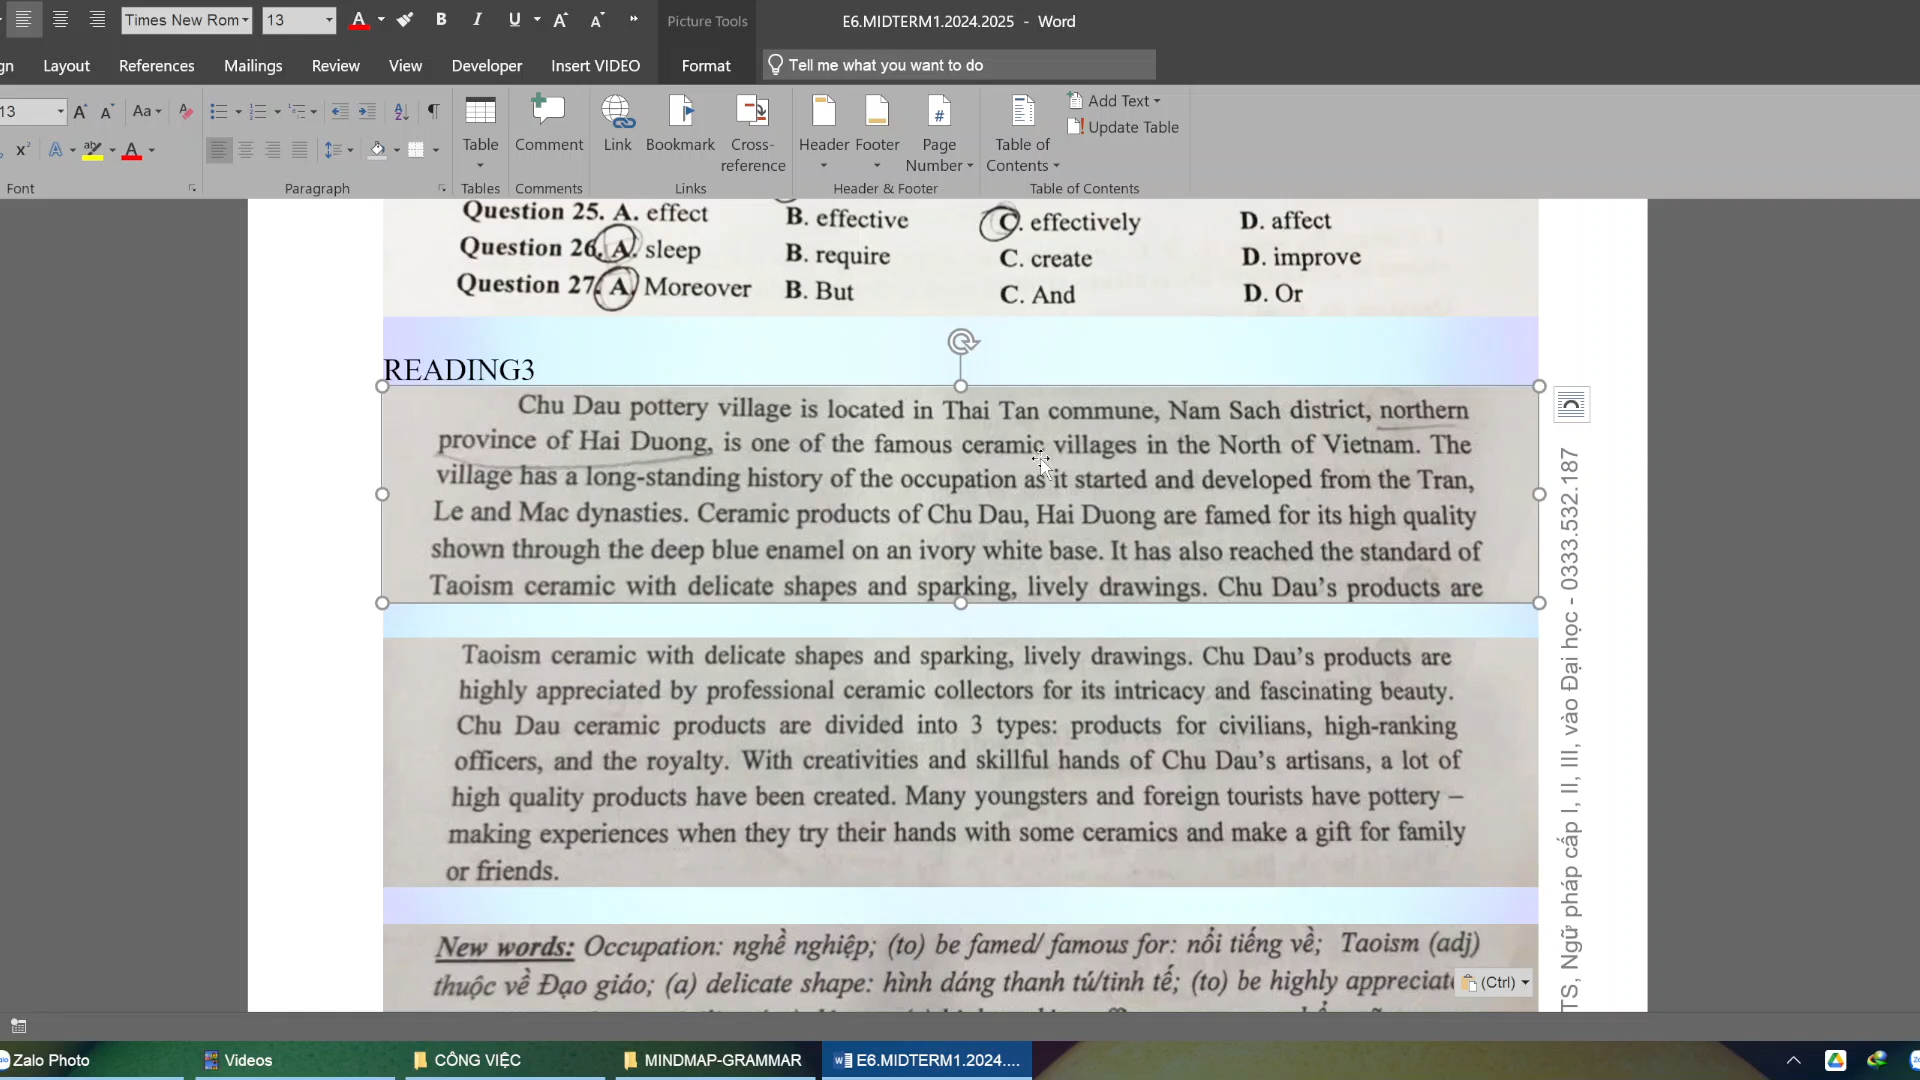 Times New Rom
13
A
B
I
U
A
A
Picture Tools
E6.MIDTERM1.2024.2025 - Word
gn
Layout
References
Mailings
Review
View
Developer
Insert VIDEO
Format
Tell me what you want to do
13
A
A
Aa
Add Text
Update Table
Table
Comment
Link
Bookmark
Cross-
reference
Header
Footer
Page
Number
Table of
Contents
Font
Paragraph
Tables
Comments
Links
Header & Footer
Table of Contents
Question 25. A. effect B. effective C. effectively D. affect
Question 26. A. sleep B. require C. create D. improve
Question 27. A. Moreover B. But C. And D. Or
READING3
Chu Dau pottery village is located in Thai Tan commune, Nam Sach district, northern
province of Hai Duong, is one of the famous ceramic villages in the North of Vietnam. The
village has a long-standing history of the occupation as it started and developed from the Tran,
Le and Mac dynasties. Ceramic products of Chu Dau, Hai Duong are famed for its high quality
shown through the deep blue enamel on an ivory white base. It has also reached the standard of
Taoism ceramic with delicate shapes and sparking, lively drawings. Chu Dau's products are
Taoism ceramic with delicate shapes and sparking, lively drawings. Chu Dau's products are
highly appreciated by professional ceramic collectors for its intricacy and fascinating beauty.
Chu Dau ceramic products are divided into 3 types: products for civilians, high-ranking
officers, and the royalty. With creativities and skillful hands of Chu Dau's artisans, a lot of
high quality products have been created. Many youngsters and foreign tourists have pottery –
making experiences when they try their hands with some ceramics and make a gift for family
or friends.
New words: Occupation: nghề nghiệp; (to) be famed/ famous for: nổi tiếng về; Taoism (adj)
thuộc về Đạo giáo; (a) delicate shape: hình dáng thanh tú/tinh tế; (to) be highly appreciate
(Ctrl)
TS, Ngữ pháp cấp I, II, III, vào Đại học - 0333.532.187
Zalo Photo
Videos
CÔNG VIỆC
MINDMAP-GRAMMAR
E6.MIDTERM1.2024....